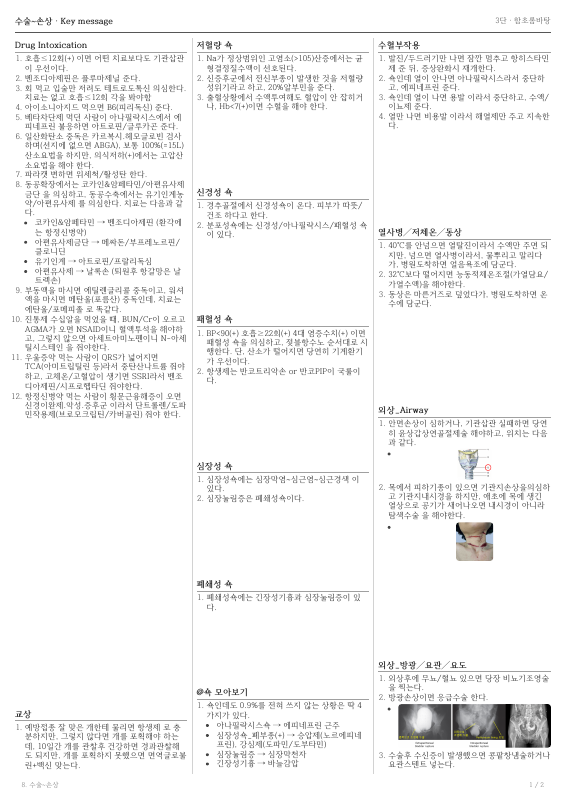 수술~손상 · Key message
3단 · 함초롬바탕
Drug Intoxication
1. 호흡≤12회(+) 이면 어떤 치료보다도 기관삽관
이 우선이다.
2. 벤조디아제핀은 플루마제닐 준다.
3. 회 먹고 입술만 저려도 테트로도톡신 의심한다.
치료는 없고 호흡≤12회 각을 봐야함
4. 아이소니아지드 먹으면 B6(피리독신) 준다.
5. 베타차단제 먹던 사람이 아나필락시스에서 에피
네프린 불응하면 아트로핀/글루카곤 준다.
6. 일산화탄소 중독은 카르복시.헤모글로빈 검사
하며(선지에 없으면 ABGA), 보통 100%(=15L)
산소요법을 하지만, 의식저하(+)에서는 고압산
소요법을 해야 한다.
7. 파라캣 변하면 위세척/활성탄 한다.
8. 동공확장에서는 코카인&암페타민/아편유사제
금단 을 의심하고, 동공수축에서는 유기인계농
약/아편유사제 를 의심한다. 치료는 다음과 같
다.
• 코카인&암페타민 → 벤조디아제핀 (환각에
는 항정신병약)
• 아편유사제금단 → 메싸돈/부프레노르핀/
클로니딘
• 유기인계 → 아트로핀/프랄리독심
• 아편유사제 → 날록손 (퇴원후 항갈망은 날
트렉손)
9. 부동액을 마시면 에틸렌글리콜 중독이고, 워셔
액을 마시면 메탄올(포름산) 중독인데, 치료는
에탄올/포메피졸 로 똑같다.
10. 진통제 수십알을 먹었을 때, BUN/Cr이 오르고
AGMA가 오면 NSAID이니 혈액투석을 해야하
고, 그렇지 않으면 아세트아미노펜이니 N-아세
틸시스테인 을 줘야한다.
11. 우울증약 먹는 사람이 QRS가 넓어지면
TCA(아미트립틸린 등)라서 중탄산나트륨 줘야
하고, 고체온/고혈압이 생기면 SSRI라서 벤조
디아제핀/시프로헵타딘 줘야한다.
12. 항정신병약 먹는 사람이 횡문근융해증이 오면
신경이완제.악성.증후군 이라서 단트롤렌/도파
민작용제(브로모크립틴/카버골린) 줘야 한다.
교상
1. 예방접종 잘 맞은 개한테 물리면 항생제 로 충
분하지만, 그렇지 않다면 개를 포획해야 하는
데, 10일간 개를 관찰후 건강하면 경과관찰해
도 되지만, 개를 포획하지 못했으면 면역글로불
린+백신 맞는다.
저혈량 쇽
1. Na가 정상범위인 고염소(>105)산증에서는 균
형결정질수액이 선호된다.
2. 신증후군에서 전신부종이 발생한 것은 저혈량
성위기라고 하고, 20%알부민을 준다.
3. 출혈상황에서 수액투여해도 혈압이 안 잡히거
나, Hb<7(+)이면 수혈을 해야 한다.
신경성 쇽
1. 경추골절에서 신경성쇽이 온다. 피부가 따뜻/
건조 하다고 한다.
2. 분포성쇽에는 신경성/아나필락시스/패혈성 쇽
이 있다.
패혈성 쇽
1. BP<90(+) 호흡≥22회(+) 4대 염증수치(+) 이면
패혈성 쇽을 의심하고, 젖불항수노 순서대로 시
행한다. 단, 산소가 떨어지면 당연히 기계환기
가 우선이다.
2. 항생제는 반코트리악손 or 반코PIP이 국룰이
다.
심장성 쇽
1. 심장성쇽에는 심장막염~심근염~심근경색 이
있다.
2. 심장눌림증은 폐쇄성쇽이다.
폐쇄성 쇽
1. 폐쇄성쇽에는 긴장성기흉과 심장눌림증이 있
다.
@쇽 모아보기
1. 쇽인데도 0.9%를 전혀 쓰지 않는 상황은 딱 4
가지가 있다.
• 아나필락시스쇽 → 에피네프린 근주
• 심장성쇽_폐부종(+) → 승압제(노르에피네
프린), 강심제(도파민/도부타민)
• 심장눌림증 → 심낭천자
• 긴장성기흉 → 바늘감압
수혈부작용
1. 발진/두드러기만 나면 잠깐 멈추고 항히스타민
제 준 뒤, 증상완화시 재개한다.
2. 쇽인데 열이 안나면 아나필락시스라서 중단하
고, 에피네프린 준다.
3. 쇽인데 열이 나면 용혈 이라서 중단하고, 수액/
이뇨제 준다.
4. 열만 나면 비용혈 이라서 해열제만 주고 지속한
다.
열사병/저체온/동상
1. 40℃를 안넘으면 열탈진이라서 수액만 주면 되
지만, 넘으면 열사병이라서, 물뿌리고 말리다
가, 병원도착하면 얼음욕조에 담군다.
2. 32℃보다 떨어지면 능동적체온조절(가열담요/
가열수액)을 해야한다.
3. 동상은 마른거즈로 덮었다가, 병원도착하면 온
수에 담군다.
외상_Airway
1. 안면손상이 심하거나, 기관삽관 실패하면 당연
히 윤상갑상연골절제술 해야하고, 위치는 다음
과 같다.
2. 목에서 피하기종이 있으면 기관지손상을의심하
고 기관지내시경을 하지만, 애초에 목에 생긴
열상으로 공기가 새어나오면 내시경이 아니라
탐색수술 을 해야한다.
외상_방광/요관/요도
1. 외상후에 무뇨/혈뇨 있으면 당장 비뇨기조영술
을 찍는다.
2. 방광손상이면 응급수술 한다.
3. 수술후 수신증이 발생했으면 콩팥창냄술하거나
요관스텐트 넣는다.
8. 수술~손상
1 / 2